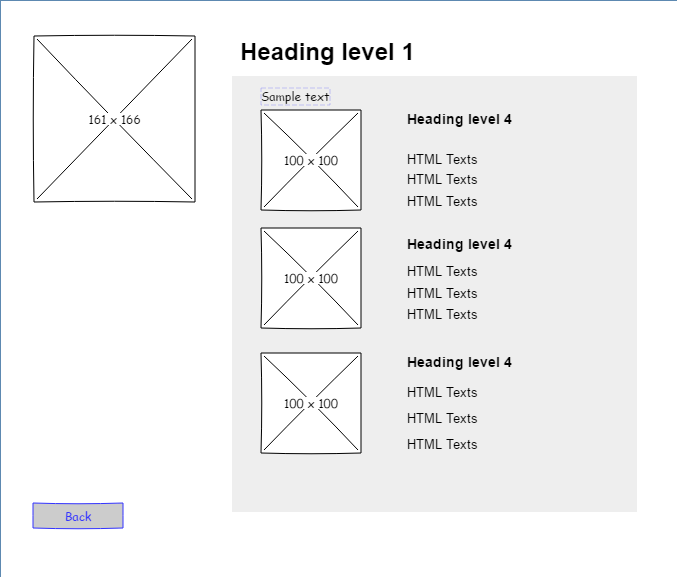 161 x 166
Heading level 1
Sample text
100 x 100
Heading level 4
HTML Texts
HTML Texts
HTML Texts
100 x 100
Heading level 4
HTML Texts
HTML Texts
HTML Texts
100 x 100
Heading level 4
HTML Texts
HTML Texts
HTML Texts
Back